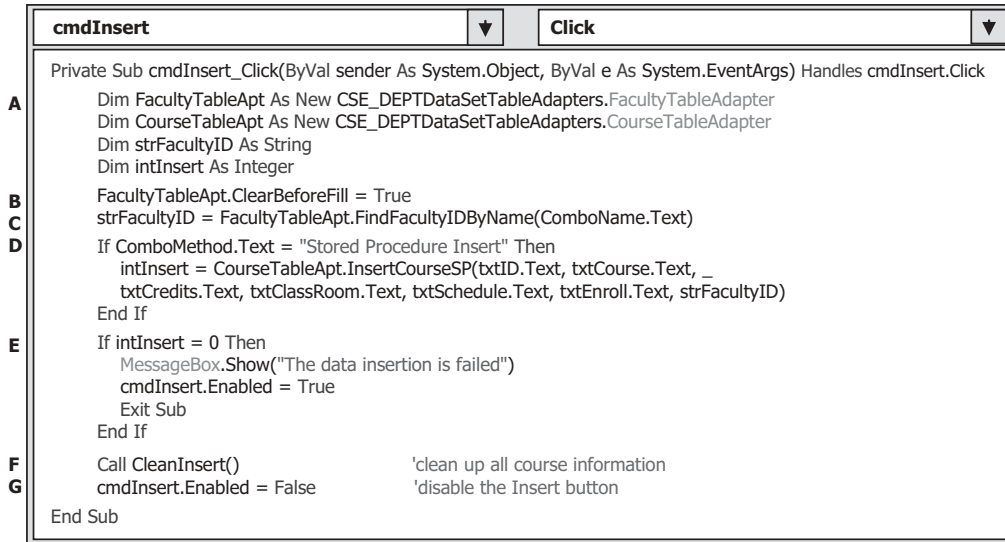 cmdInsert Click
Private Sub cmdInsert_Click(ByVal sender As System.Object, ByVal e As System.EventArgs) Handles cmdInsert.Click
A Dim FacultyTableApt As New CSE_DEPTDataSetTableAdapters.FacultyTableAdapter
Dim CourseTableApt As New CSE_DEPTDataSetTableAdapters.CourseTableAdapter
Dim strFacultyID As String
Dim intInsert As Integer
B FacultyTableApt.ClearBeforeFill = True
C strFacultyID = FacultyTableApt.FindFacultyIDByName(ComboName.Text)
D If ComboMethod.Text = "Stored Procedure Insert" Then
intInsert = CourseTableApt.InsertCourseSP(txtID.Text, txtCourse.Text, _
txtCredits.Text, txtClassRoom.Text, txtSchedule.Text, txtEnroll.Text, strFacultyID)
End If
E If intInsert = 0 Then
MessageBox.Show("The data insertion is failed")
cmdInsert.Enabled = True
Exit Sub
End If
F Call CleanInsert() 'clean up all course information
G cmdInsert.Enabled = False 'disable the Insert button
End Sub